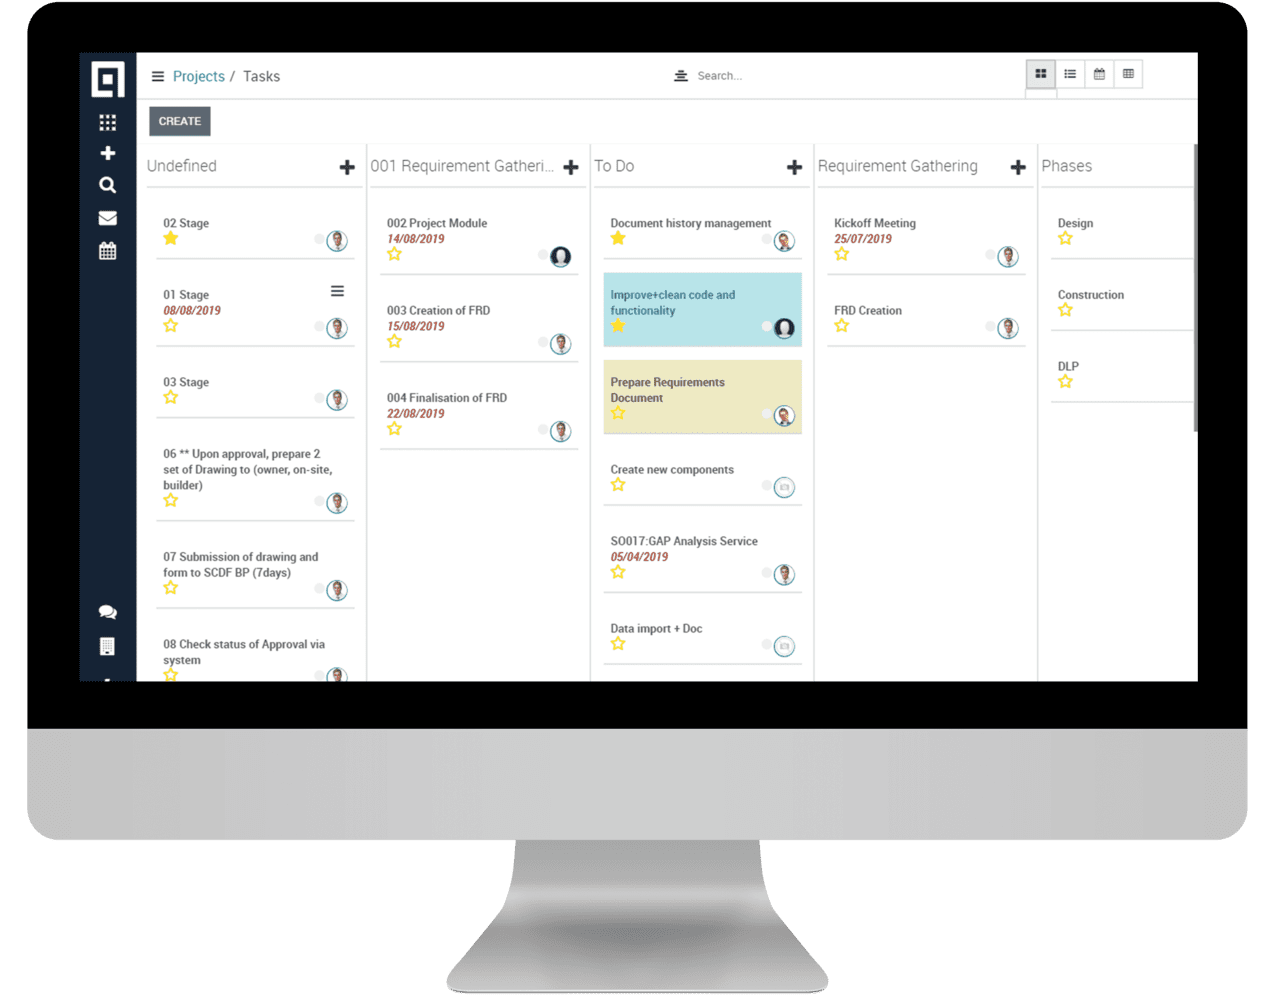 Projects / Tasks
Search...
CREATE
Undefined
001 Requirement Gatheri...
To Do
Requirement Gathering
Phases
02 Stage
01 Stage
08/08/2019
03 Stage
06 ** Upon approval, prepare 2
set of Drawing to (owner, on-site,
builder)
07 Submission of drawing and
form to SCDF BP (7days)
08 Check status of Approval via
system
002 Project Module
14/08/2019
003 Creation of FRD
15/08/2019
004 Finalisation of FRD
22/08/2019
Document history management
Improve+clean code and
functionality
Prepare Requirements
Document
Create new components
SO017:GAP Analysis Service
05/04/2019
Data import + Doc
Kickoff Meeting
25/07/2019
FRD Creation
Design
Construction
DLP